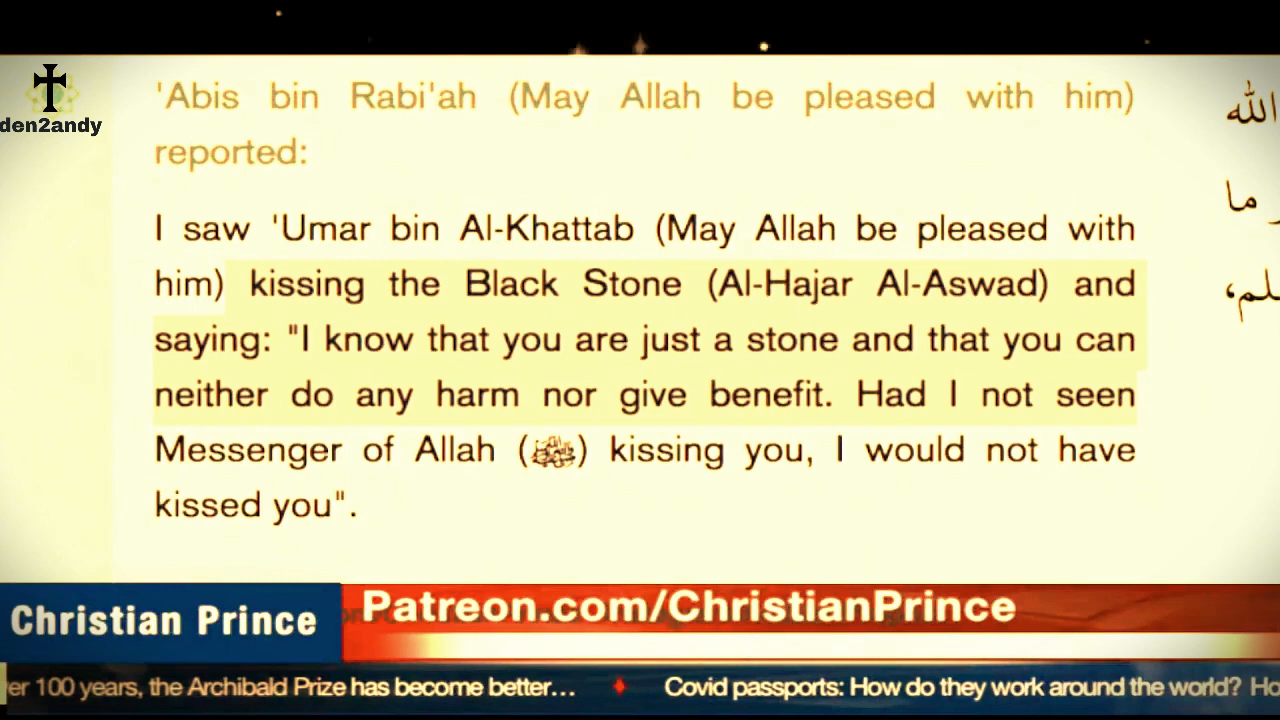 den2andy
'Abis bin Rabi'ah (May Allah be pleased with him)
reported:
I saw 'Umar bin Al-Khattab (May Allah be pleased with
him) kissing the Black Stone (Al-Hajar Al-Aswad) and
saying: "I know that you are just a stone and that you can
neither do any harm nor give benefit. Had I not seen
Messenger of Allah (ﷺ) kissing you, I would not have
kissed you".
الله
ما
لم،
Christian Prince
Patreon.com/ChristianPrince
er 100 years, the Archibald Prize has become better... ♦ Covid passports: How do they work around the world? Ho